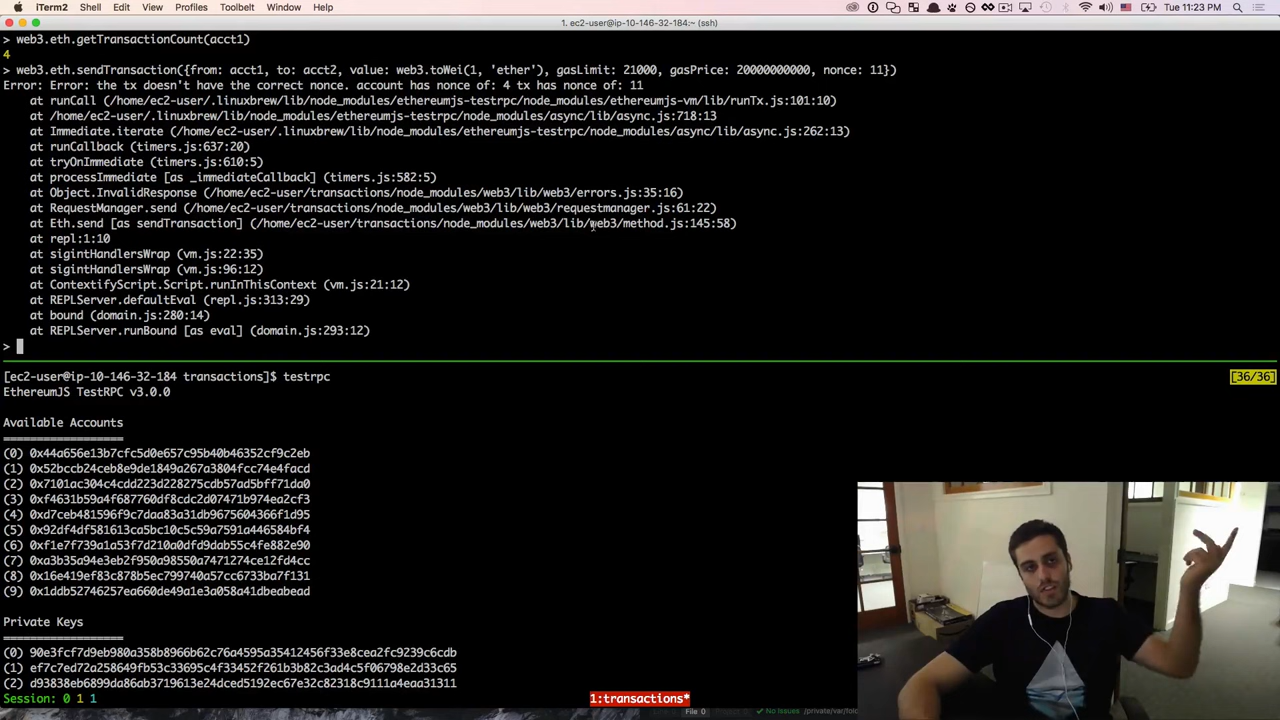 iTerm2 Shell Edit View Profiles Toolbelt Window Help Tue 11:23 PM
1. ec2-user@ip-10-146-32-184:~ (ssh)
> web3.eth.getTransactionCount(acct1)
4
> web3.eth.sendTransaction({from: acct1, to: acct2, value: web3.toWei(1, 'ether'), gasLimit: 21000, gasPrice: 20000000000, nonce: 11})
Error: Error: the tx doesn't have the correct nonce. account has nonce of: 4 tx has nonce of: 11
at runCall (/home/ec2-user/.linuxbrew/lib/node_modules/ethereumjs-testrpc/node_modules/ethereumjs-vm/lib/runTx.js:101:10)
at /home/ec2-user/.linuxbrew/lib/node_modules/ethereumjs-testrpc/node_modules/async/lib/async.js:718:13
at Immediate.iterate (/home/ec2-user/.linuxbrew/lib/node_modules/ethereumjs-testrpc/node_modules/async/lib/async.js:262:13)
at runCallback (timers.js:637:20)
at tryOnImmediate (timers.js:610:5)
at processImmediate [as _immediateCallback] (timers.js:582:5)
at Object.InvalidResponse (/home/ec2-user/transactions/node_modules/web3/lib/web3/errors.js:35:16)
at RequestManager.send (/home/ec2-user/transactions/node_modules/web3/lib/web3/requestmanager.js:61:22)
at Eth.send [as sendTransaction] (/home/ec2-user/transactions/node_modules/web3/lib/web3/method.js:145:58)
at repl:1:10
at sigintHandlersWrap (vm.js:22:35)
at sigintHandlersWrap (vm.js:96:12)
at ContextifyScript.Script.runInThisContext (vm.js:21:12)
at REPLServer.defaultEval (repl.js:313:29)
at bound (domain.js:280:14)
at REPLServer.runBound [as eval] (domain.js:293:12)
>
[ec2-user@ip-10-146-32-184 transactions]$ testrpc [36/36]
EthereumJS TestRPC v3.0.0
Available Accounts
==================
(0) 0x44a656e13b7cfc5d0e657c95b40b46352cf9c2eb
(1) 0x52bccb24ceb8e9de1849a267a3804fcc74e4facd
(2) 0x7101ac304c4cdd223d228275cdb57ad5bff71da0
(3) 0xf4631b59a4f687760df8cdc2d07471b974ea2cf3
(4) 0xd7ceb481596f9c7daa83a31db9675604366f1d95
(5) 0x92df4df581613ca5bc10c5c59a7591a446584bf4
(6) 0xf1e7f739a1a53f7d210a0dfd9dab55c4fe882e90
(7) 0xa3b35a94e3eb2f950a98550a7471274ce12fd4cc
(8) 0x16e419ef83c878b5ec799740a57cc6733ba7f131
(9) 0x1ddb52746257ea660de49a1e3a058a41dbeabead
Private Keys
==================
(0) 90e3fcf7d9eb980a358b8966b62c76a4595a35412456f33e8cea2fc9239c6cdb
(1) ef7c7ed72a258649fb53c33695c4f33452f261b3b82c3ad4c5f06798e2d33c65
(2) d93838eb6899da86ab3719613e24dced5192ec67e32c82318c9111a4eaa31311
Session: 0 1 1 1:transactions*
File 0 No Issues /private/var/fold